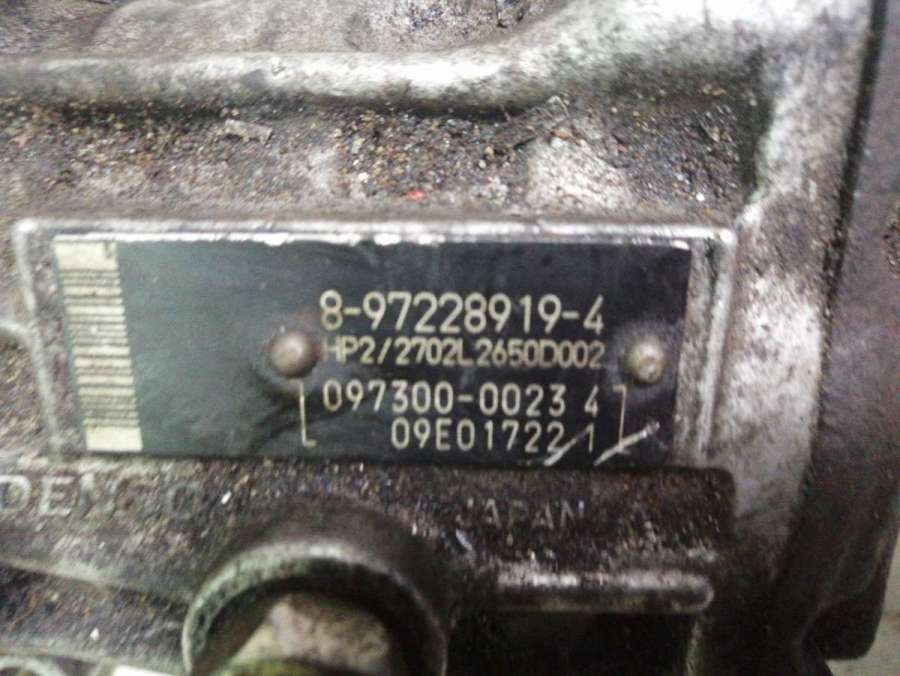 8-97228919-4
HP2/2702L2650D002
097300-0023 4
09E01722 1
DENSO
JAPAN